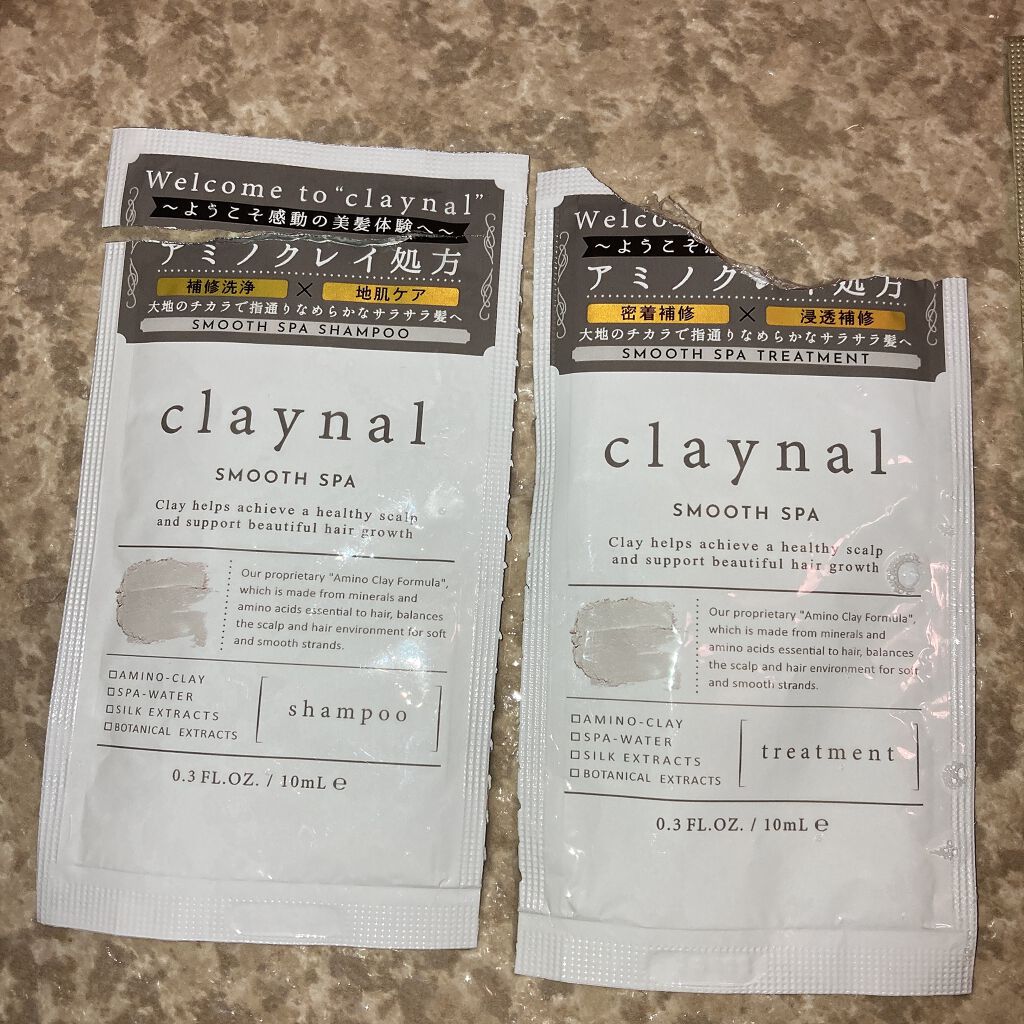 Welcome to "claynal"
～ようこそ感動の美髪体験へ～
アミノクレイ処方
補修洗浄 × 地肌ケア
大地のチカラで指通りなめらかなサラサラ髪へ
SMOOTH SPA SHAMPOO
claynal
SMOOTH SPA
Clay helps achieve a healthy scalp
and support beautiful hair growth
Our proprietary "Amino Clay Formula",
which is made from minerals and
amino acids essential to hair, balances
the scalp and hair environment for soft
and smooth strands.
□AMINO-CLAY
□SPA-WATER
□SILK EXTRACTS
□BOTANICAL EXTRACTS
shampoo
0.3 FL.OZ. / 10mL ℮
Welco
～ようこそ
アミノクレイ処方
密着補修 × 浸透補修
大地のチカラで指通りなめらかなサラサラ髪へ
SMOOTH SPA TREATMENT
claynal
SMOOTH SPA
Clay helps achieve a healthy scalp
and support beautiful hair growth
Our proprietary "Amino Clay Formula",
which is made from minerals and
amino acids essential to hair, balances
the scalp and hair environment for soft
and smooth strands.
□AMINO-CLAY
□SPA-WATER
□SILK EXTRACTS
□BOTANICAL EXTRACTS
treatment
0.3 FL.OZ. / 10mL ℮